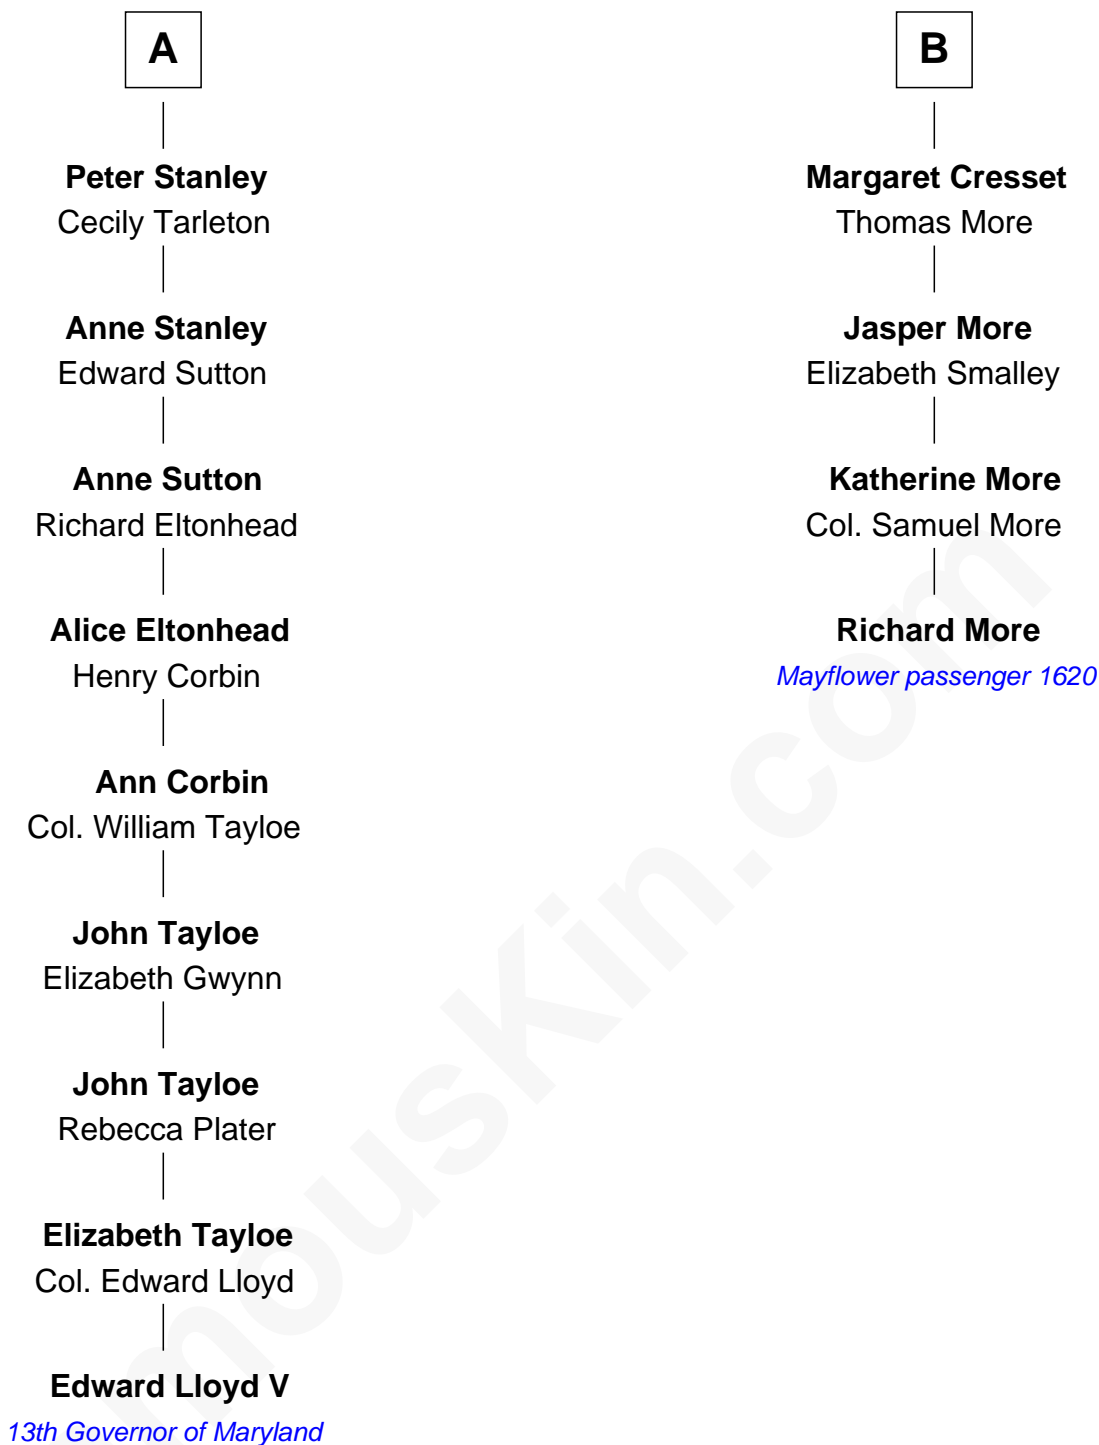 A
Peter Stanley
Cecily Tarleton
Anne Stanley
Edward Sutton
Anne Sutton
Richard Eltonhead
Alice Eltonhead
Henry Corbin
Ann Corbin
Col. William Tayloe
John Tayloe
Elizabeth Gwynn
John Tayloe
Rebecca Plater
Elizabeth Tayloe
Col. Edward Lloyd
Edward Lloyd V
13th Governor of Maryland
B
Margaret Cresset
Thomas More
Jasper More
Elizabeth Smalley
Katherine More
Col. Samuel More
Richard More
Mayflower passenger 1620
mousKin.com